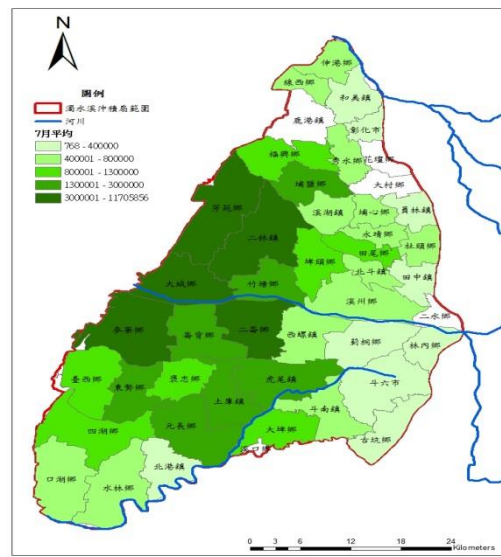 N
圖例
濁水溪沖積扇範圍
河川
7月平均
768 - 400000
400001 - 800000
800001 - 1300000
1300001 - 3000000
3000001 - 11705856
伸港鄉
線西鄉
和美鎮
鹿港鎮
彰化市
福興鄉
秀水鄉
花壇鄉
埔鹽鄉
大村鄉
芳苑鄉
溪湖鎮
埔心鄉
員林鎮
二林鎮
永靖鄉
社頭鄉
埤頭鄉
田尾鄉
北斗鎮
田中鎮
大城鄉
竹塘鄉
溪州鄉
二水鄉
麥寮鄉
崙背鄉
二崙鄉
西螺鎮
莿桐鄉
林內鄉
臺西鄉
東勢鄉
褒忠鄉
虎尾鎮
斗六市
土庫鎮
斗南鎮
四湖鄉
元長鄉
大埤鄉
古坑鄉
溪口鄉
北港鎮
口湖鄉
水林鄉
0 3 6 12 18 24
Kilometers